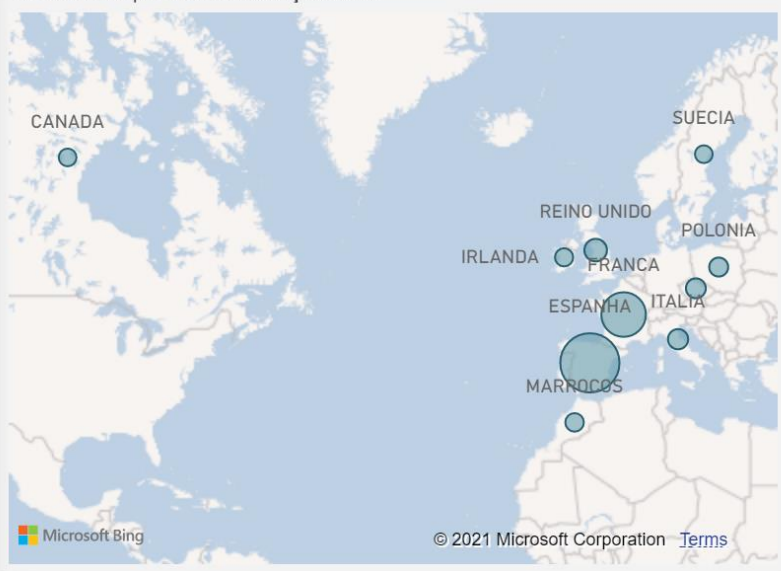 CANADA
SUECIA
REINO UNIDO
POLONIA
IRLANDA
FRANCA
ESPANHA
ITALIA
MARROCOS
Microsoft Bing
© 2021 Microsoft Corporation Terms